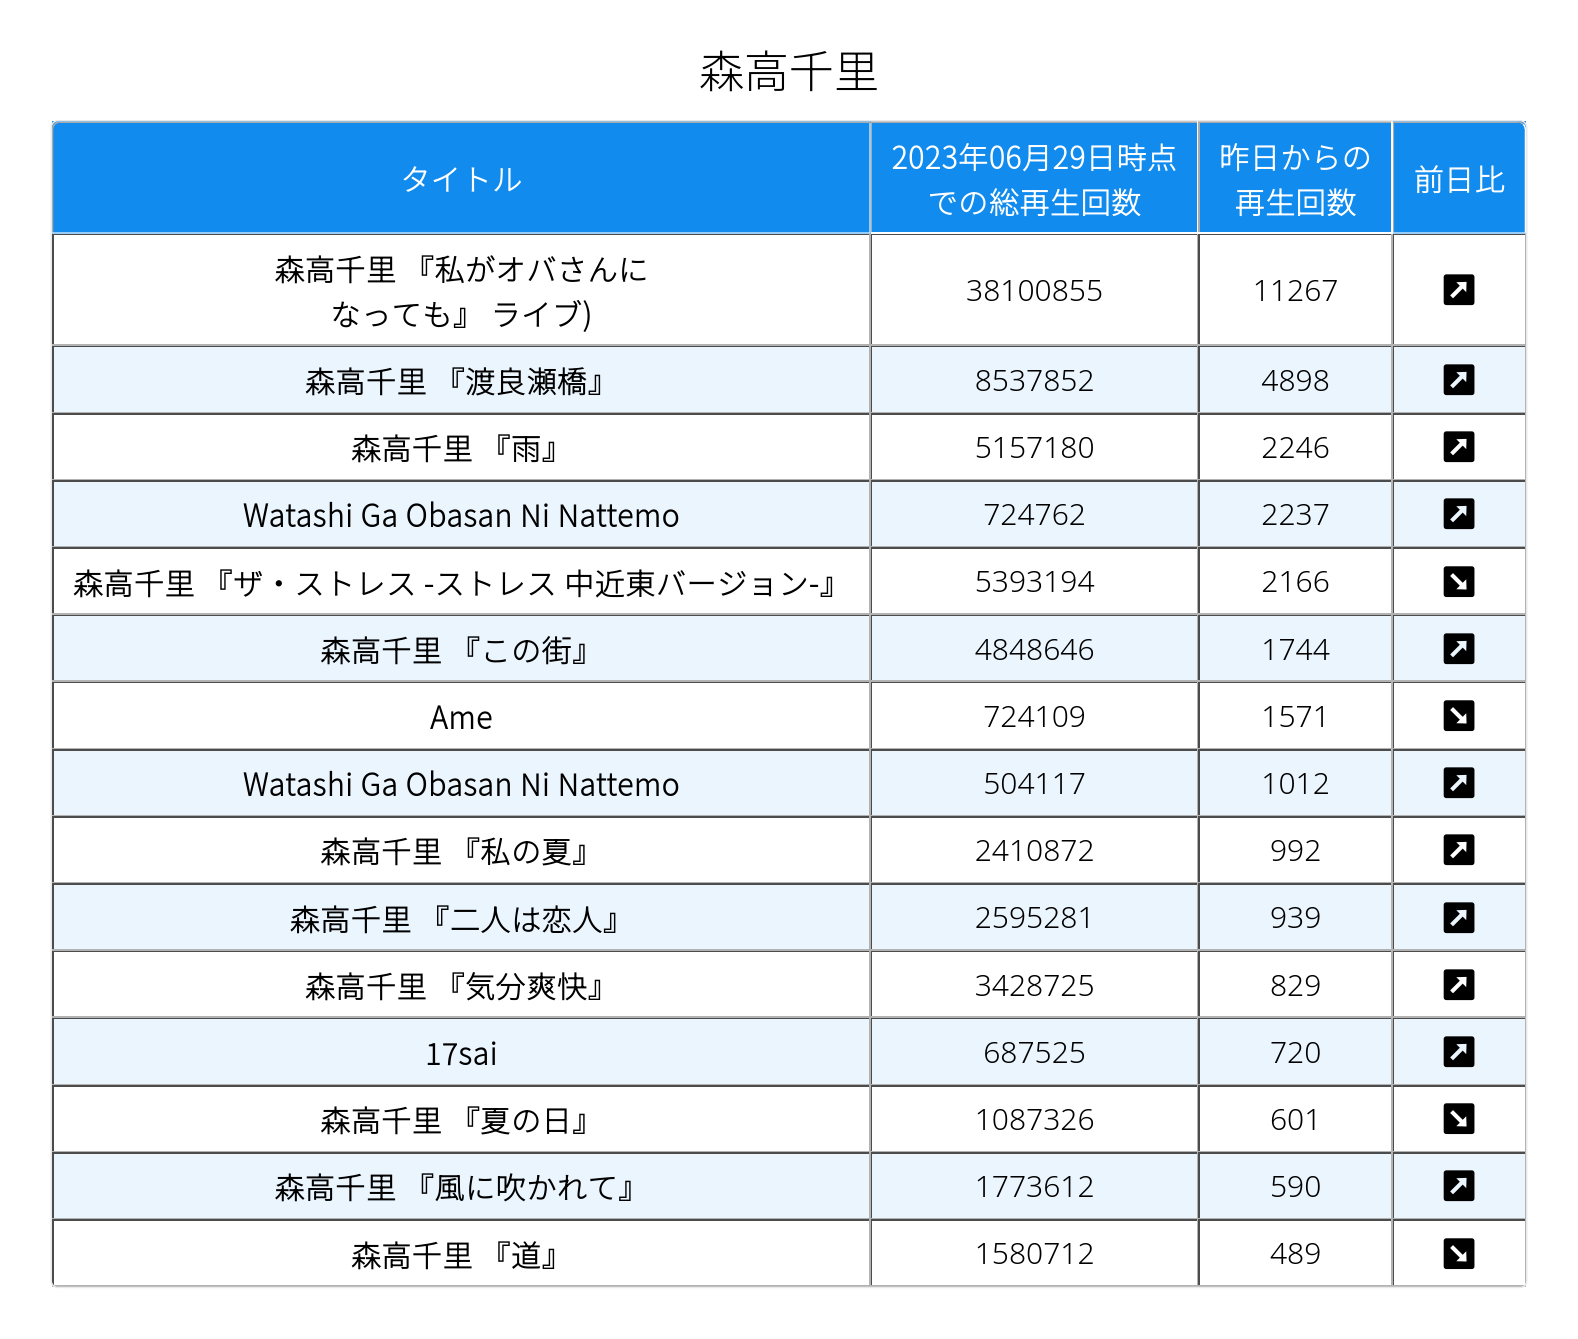 森高千里
タイトル
2023年06月29日時点
での総再生回数
昨日からの
再生回数
前日比
森高千里 『私がオバさんに
なっても』 ライブ)
38100855 11267
森高千里 『渡良瀬橋』 8537852 4898
森高千里 『雨』 5157180 2246
Watashi Ga Obasan Ni Nattemo 724762 2237
森高千里 『ザ・ストレス -ストレス 中近東バージョン-』 5393194 2166
森高千里 『この街』 4848646 1744
Ame 724109 1571
Watashi Ga Obasan Ni Nattemo 504117 1012
森高千里 『私の夏』 2410872 992
森高千里 『二人は恋人』 2595281 939
森高千里 『気分爽快』 3428725 829
17sai 687525 720
森高千里 『夏の日』 1087326 601
森高千里 『風に吹かれて』 1773612 590
森高千里 『道』 1580712 489